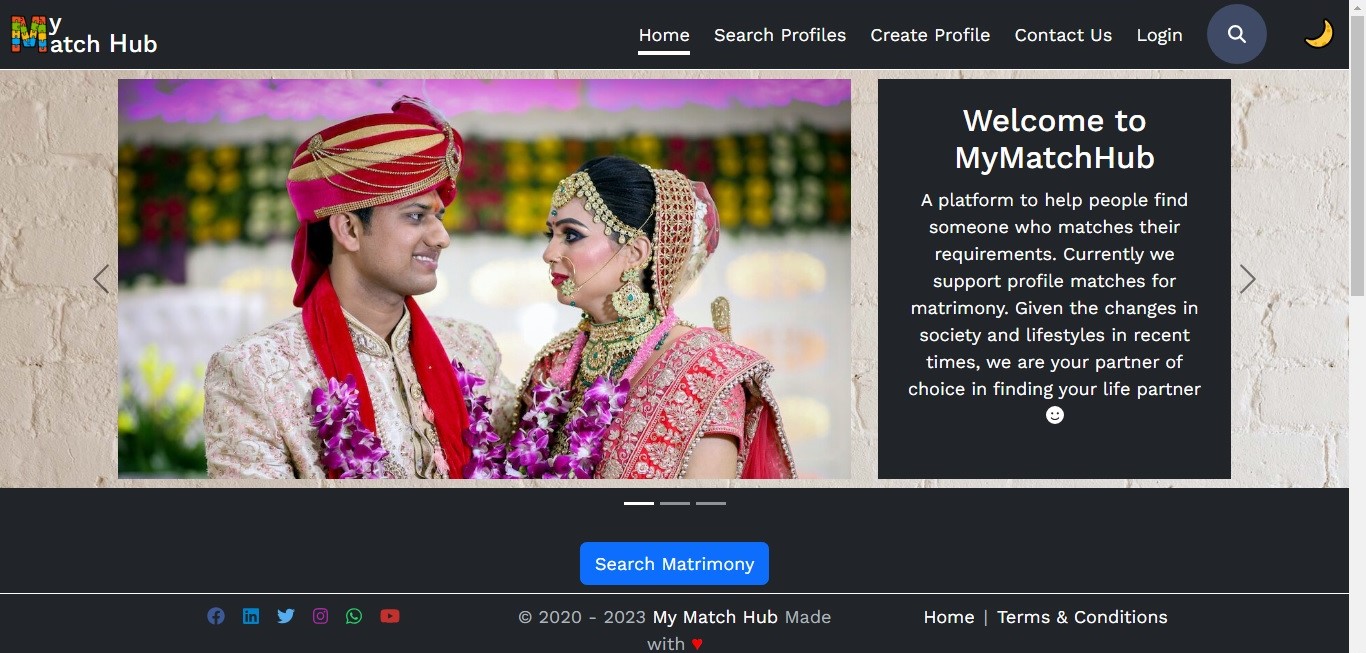 My
Match Hub
Home Search Profiles Create Profile Contact Us Login
Welcome to
MyMatchHub
A platform to help people find
someone who matches their
requirements. Currently we
support profile matches for
matrimony. Given the changes in
society and lifestyles in recent
times, we are your partner of
choice in finding your life partner
Search Matrimony
© 2020 - 2023 My Match Hub Made
with ♥
Home | Terms & Conditions